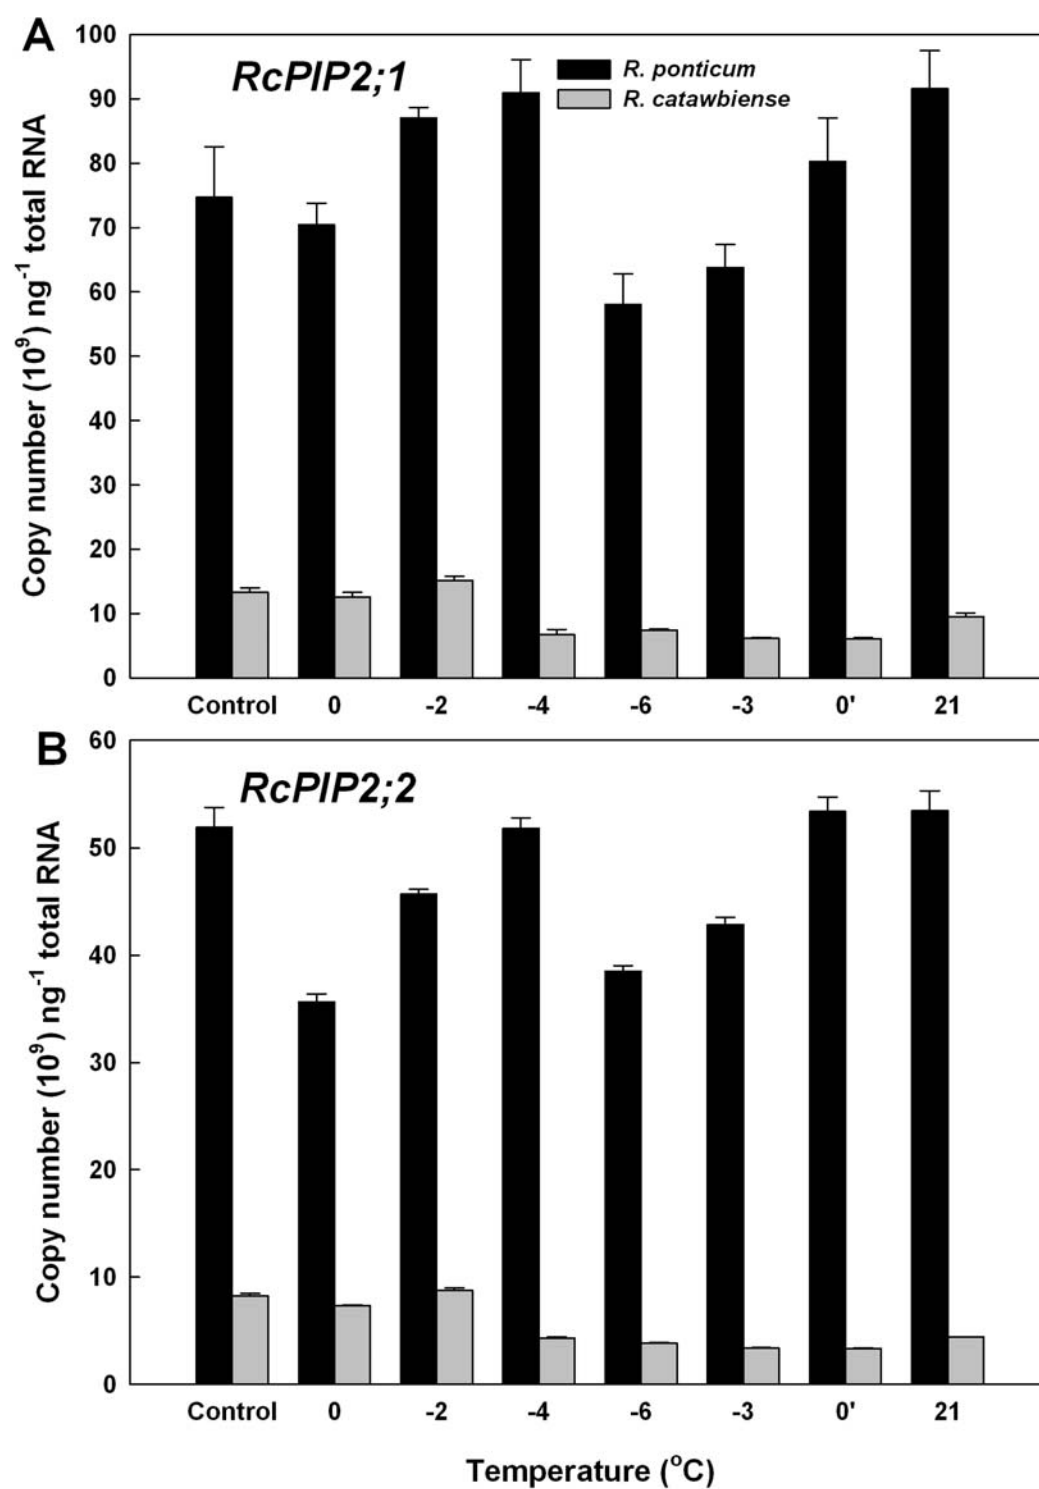 A
RcPIP2;1
R. ponticum
R. catawbiense
Copy number (10⁹) ng⁻¹ total RNA
100
90
80
70
60
50
40
30
20
10
0
Control 0 -2 -4 -6 -3 0' 21
B
RcPIP2;2
Copy number (10⁹) ng⁻¹ total RNA
60
50
40
30
20
10
0
Control 0 -2 -4 -6 -3 0' 21
Temperature (°C)